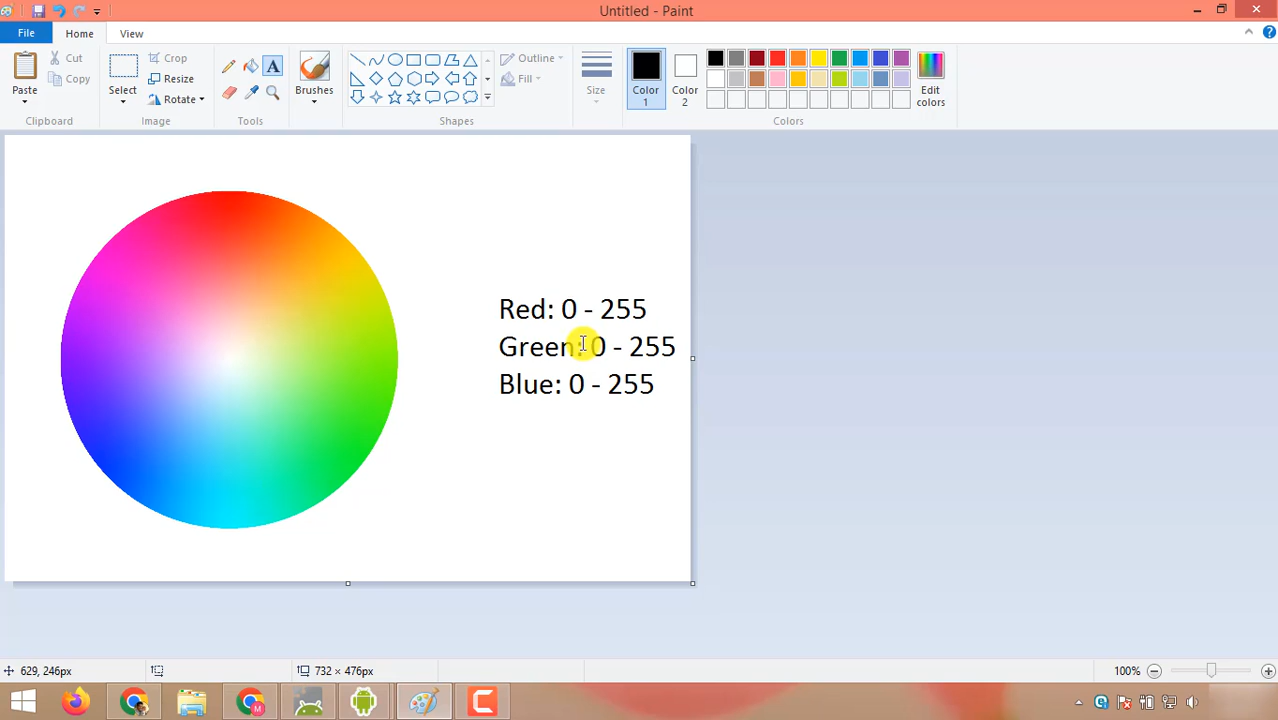 Untitled - Paint
File
Home
View
Paste
Cut
Copy
Clipboard
Select
Crop
Resize
Rotate
Image
A
Tools
Brushes
Shapes
Outline
Fill
Size
Color 1
Color 2
Edit colors
Colors
Red: 0 - 255
Green: 0 - 255
Blue: 0 - 255
629, 246px
732 × 476px
100%
M